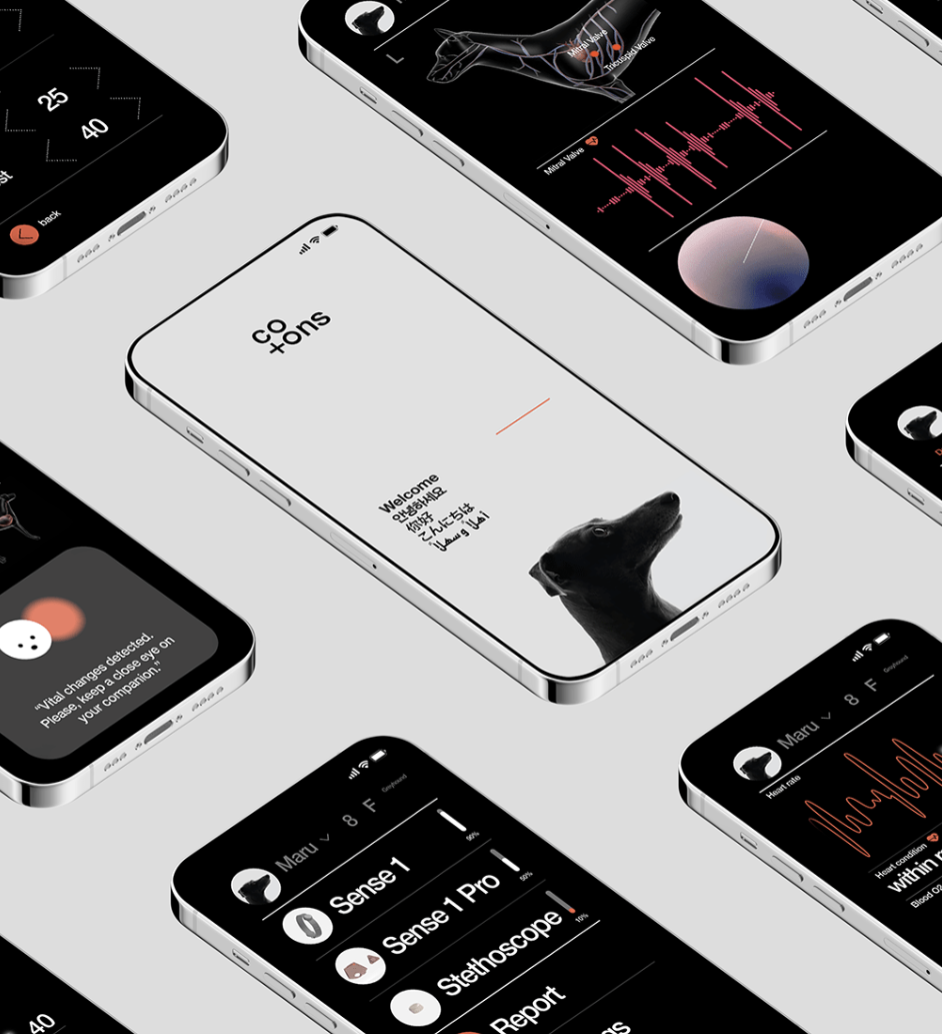 25
40
back
Mitral Valve
Tricuspid Valve
Mitral Valve
co
+ons
Welcome
안녕하세요
你好
こんにちは
أهلاً وسهلاً
"Vital changes detected.
Please, keep a close eye on
your companion."
Maru 8 F Greyhound
Sense 1
90%
Sense 1 Pro
50%
Stethoscope
10%
Report
Maru 8 F Greyhound
Heart rate
Heart condition
within
Blood O2
40